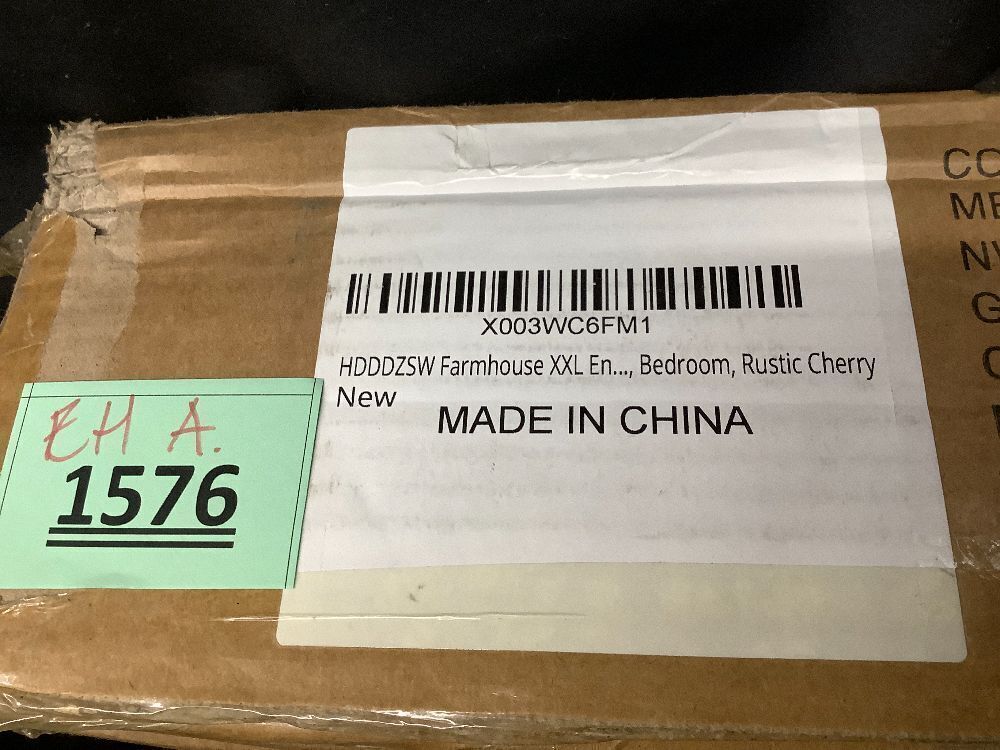 X003WC6FM1
HDDDZSW Farmhouse XXL En..., Bedroom, Rustic Cherry
New
MADE IN CHINA
EH A.
1576